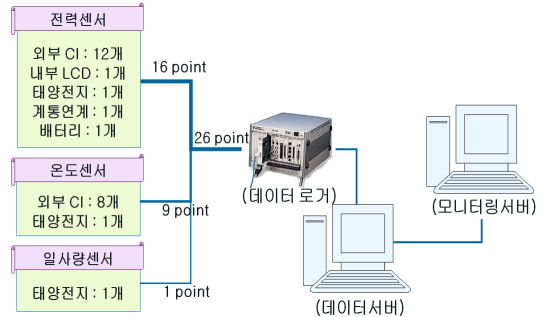 전력센서
외부 CI : 12개
내부 LCD : 1개
태양전지 : 1개
계통연계 : 1개
배터리 : 1개
16 point
온도센서
외부 CI : 8개
태양전지 : 1개
9 point
일사량센서
태양전지 : 1개
1 point
26 point
(데이터 로거)
(모니터링서버)
(데이터서버)